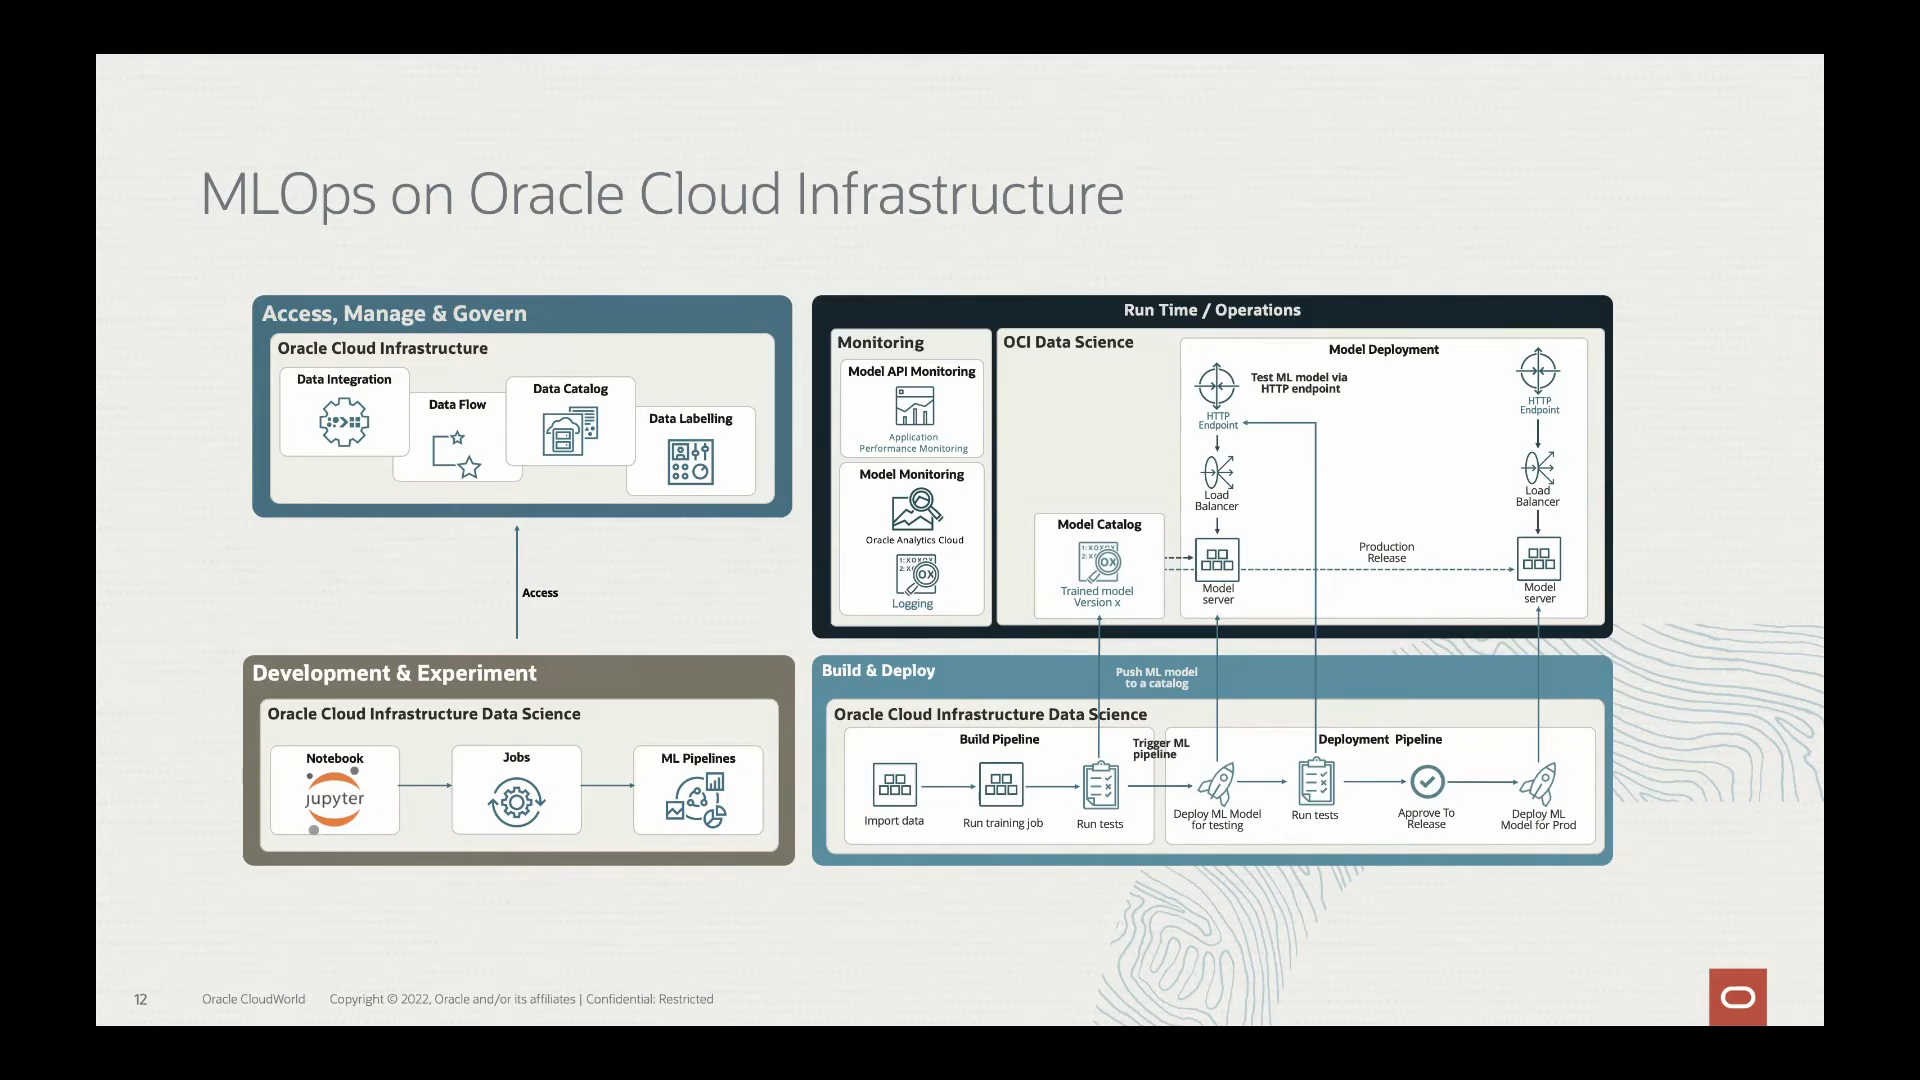 MLOps on Oracle Cloud Infrastructure
Access, Manage & Govern
Oracle Cloud Infrastructure
Data Integration
Data Flow
Data Catalog
Data Labelling
Access
Development & Experiment
Oracle Cloud Infrastructure Data Science
Notebook
jupyter
Jobs
ML Pipelines
Run Time / Operations
Monitoring
Model API Monitoring
Application
Performance Monitoring
Model Monitoring
Oracle Analytics Cloud
1:XOXOX
2:X
OX
Logging
OCI Data Science
Model Catalog
1:XOXOX
2:X
OX
Trained model
Version x
Model Deployment
Test ML model via
HTTP endpoint
HTTP
Endpoint
Load
Balancer
Model
server
Production
Release
HTTP
Endpoint
Load
Balancer
Model
server
Build & Deploy
Push ML model
to a catalog
Oracle Cloud Infrastructure Data Science
Build Pipeline
Import data
Run training job
Run tests
Trigger ML
pipeline
Deployment Pipeline
Deploy ML Model
for testing
Run tests
Approve To
Release
Deploy ML
Model for Prod
12
Oracle CloudWorld
Copyright © 2022, Oracle and/or its affiliates | Confidential: Restricted